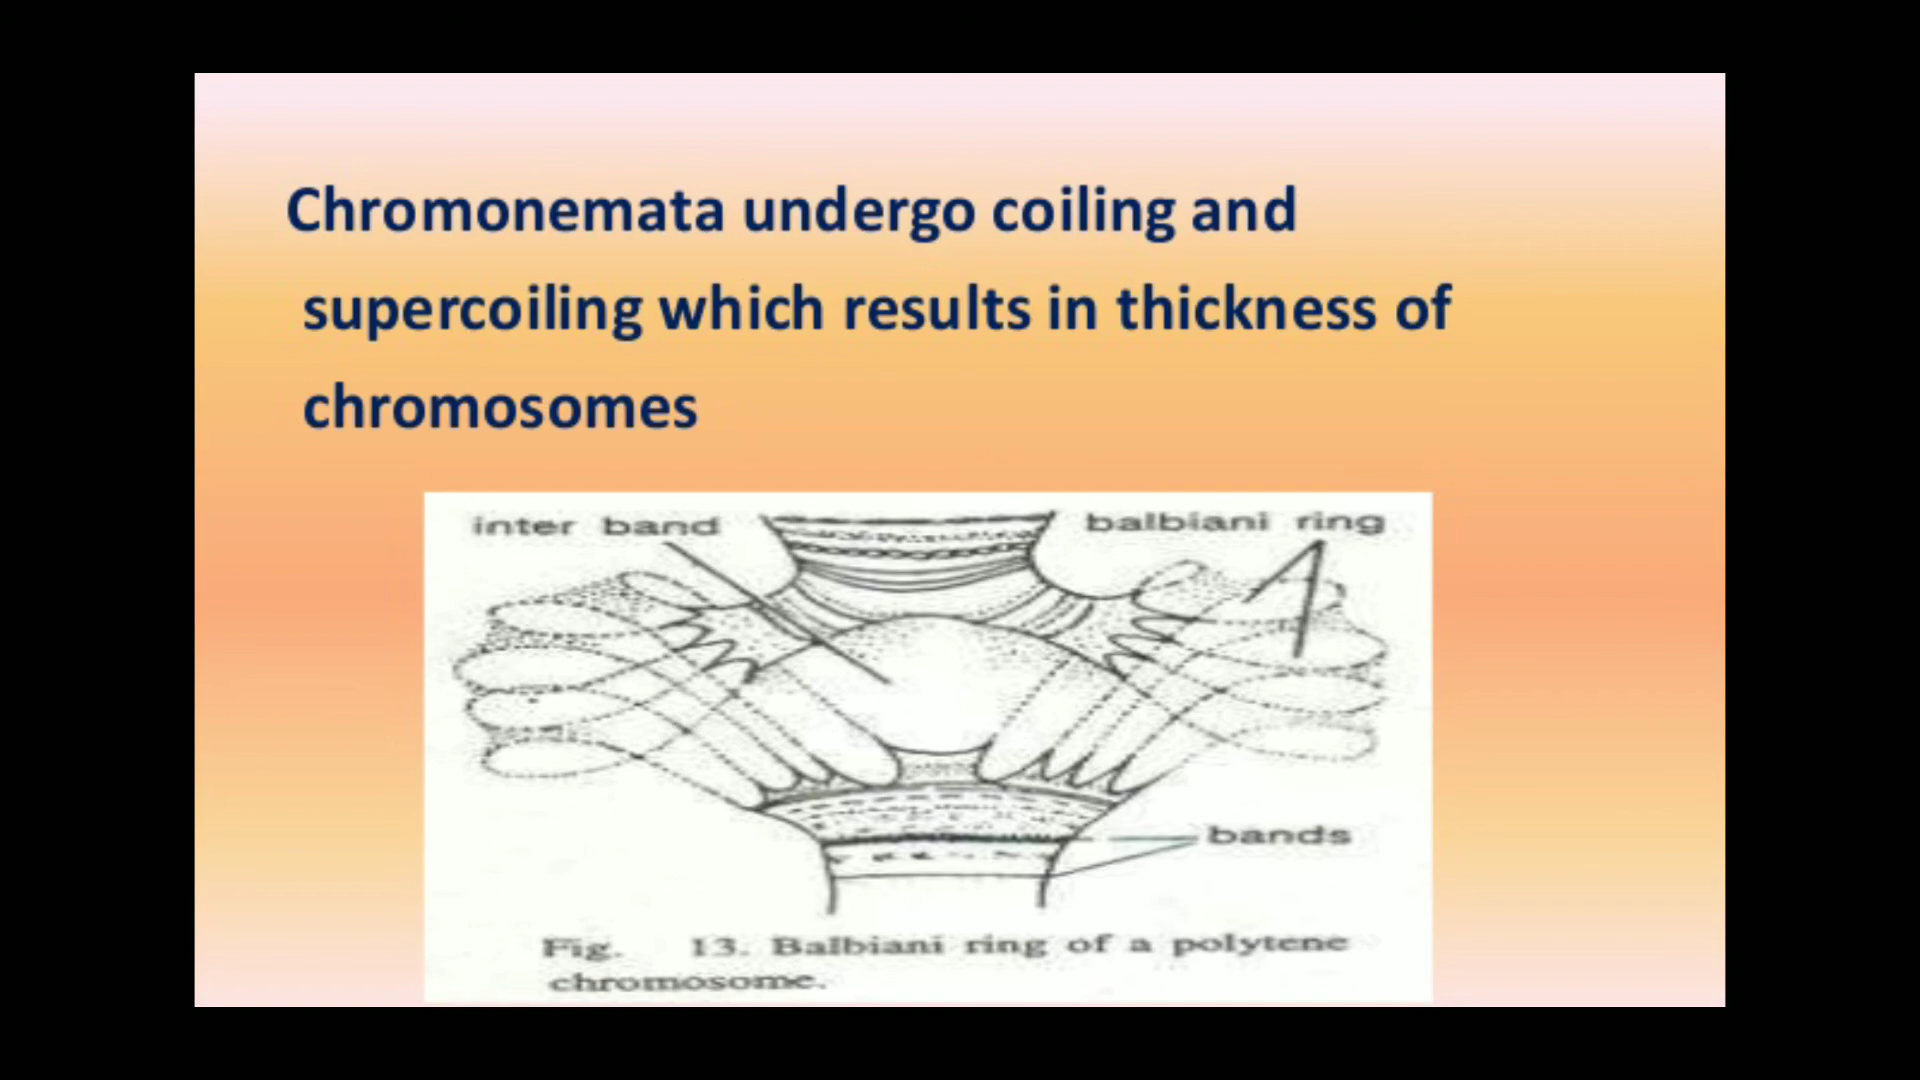 Chromonemata undergo coiling and
supercoiling which results in thickness of
chromosomes
inter band
balbiani ring
bands
Fig. 13. Balbiani ring of a polytene
chromosome.